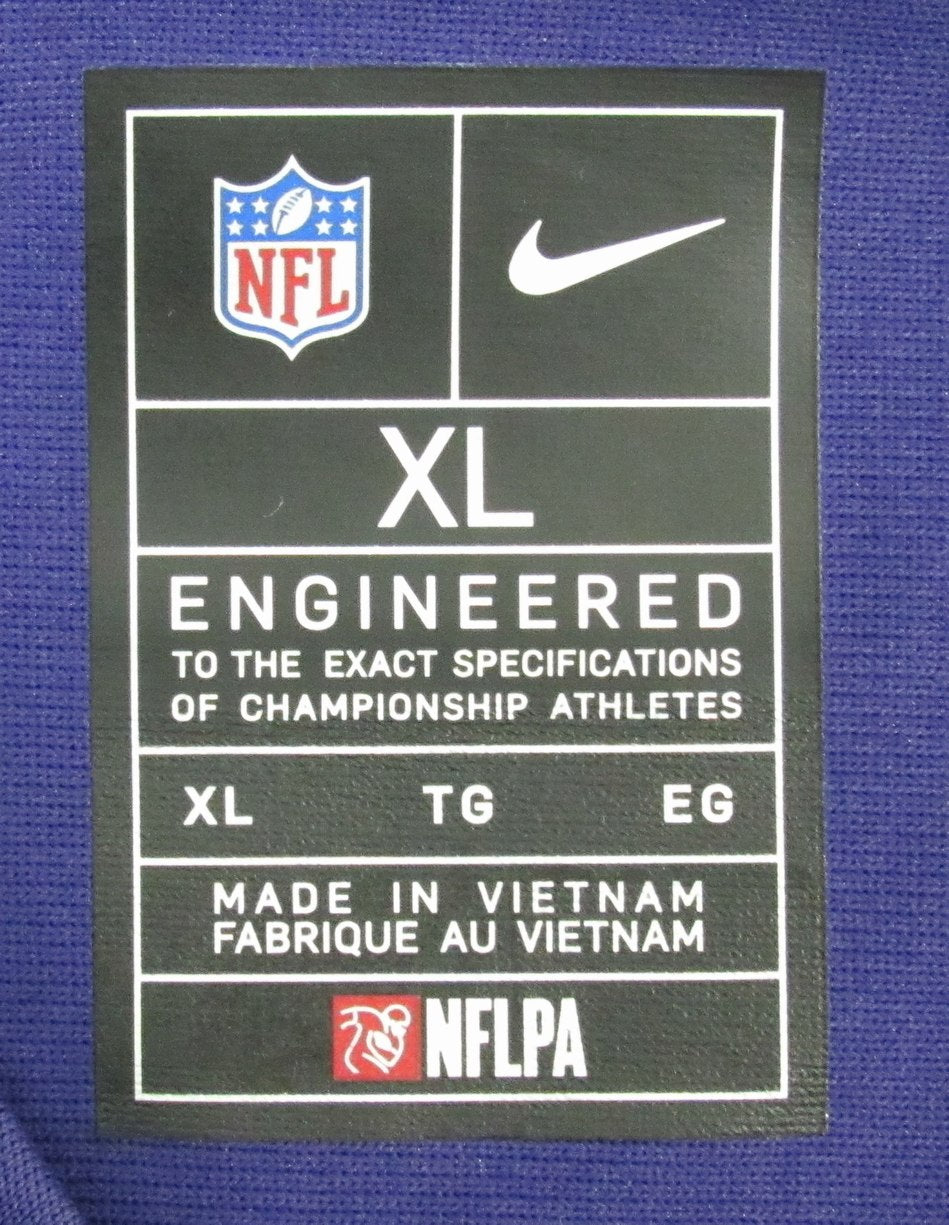 NFL
XL
ENGINEERED
TO THE EXACT SPECIFICATIONS
OF CHAMPIONSHIP ATHLETES
XL TG EG
MADE IN VIETNAM
FABRIQUE AU VIETNAM
NFLPA